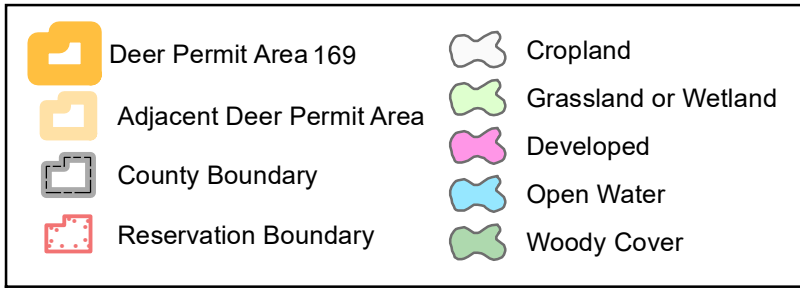 Deer Permit Area 169
Adjacent Deer Permit Area
County Boundary
Reservation Boundary
Cropland
Grassland or Wetland
Developed
Open Water
Woody Cover